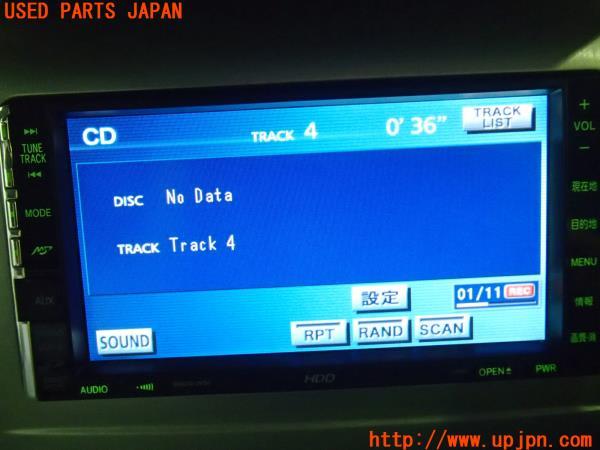 USED PARTS JAPAN
CD
TRACK 4
0'36"
TRACK LIST
DISC No Data
TRACK Track 4
設定
01/11 REC
SOUND
RPT
RAND
SCAN
TUNE
TRACK
MODE
AUX
AUDIO
HDD
OPEN
PWR
+
VOL
−
現在地
目的地
MENU
情報
画質・消
http://www.upjpn.com